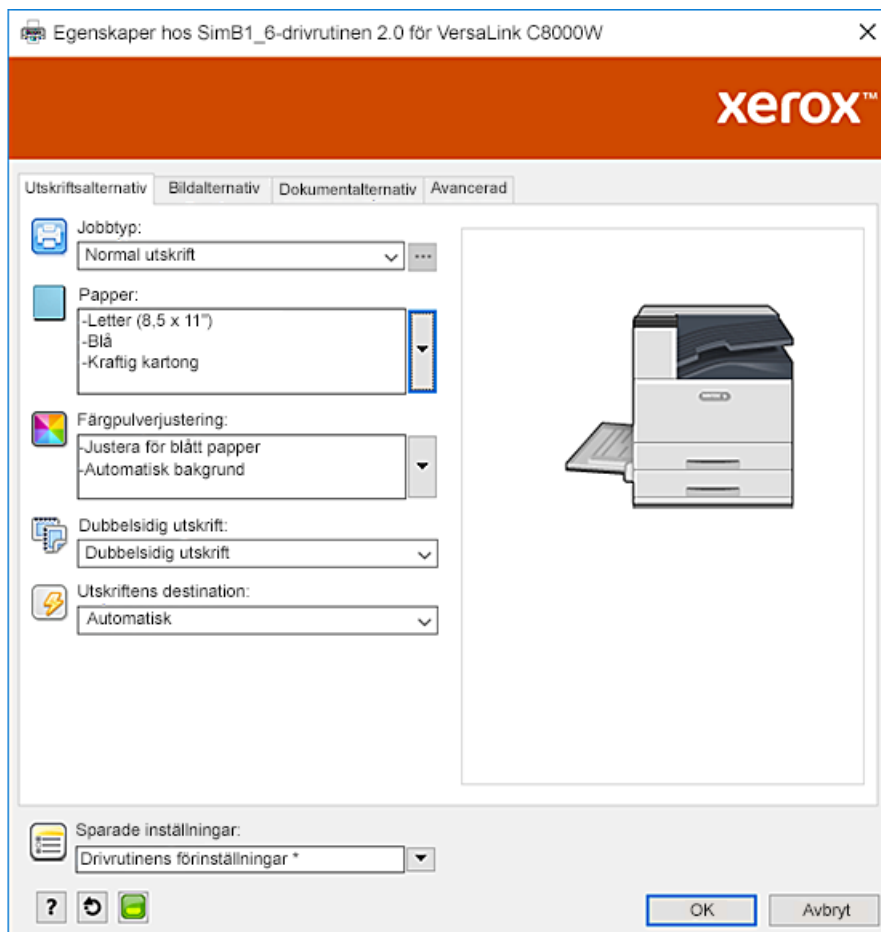 Egenskaper hos SimB1_6-drivrutinen 2.0 för VersaLink C8000W
xerox™
Utskriftsalternativ Bildalternativ Dokumentalternativ Avancerad
Jobbtyp:
Normal utskrift
Papper:
-Letter (8,5 x 11")
-Blå
-Kraftig kartong
Färgpulverjustering:
-Justera för blått papper
-Automatisk bakgrund
Dubbelsidig utskrift:
Dubbelsidig utskrift
Utskriftens destination:
Automatisk
Sparade inställningar:
Drivrutinens förinställningar *
?
OK Avbryt